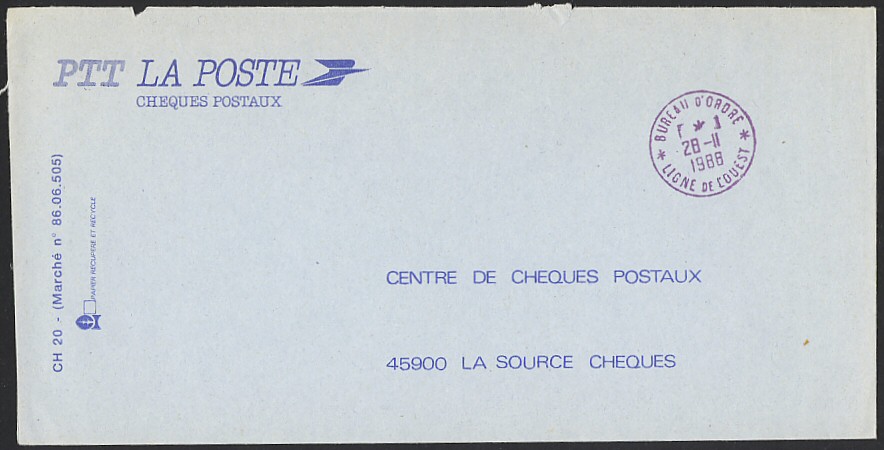 PTT LA POSTE
CHEQUES POSTAUX
BUREAU D'ORDRE
28-11
1988
LIGNE DE L'OUEST
CH 20 - (Marché n° 86.06.505)
PAPIER RECUPERE ET RECYCLE
CENTRE DE CHEQUES POSTAUX
45900 LA SOURCE CHEQUES